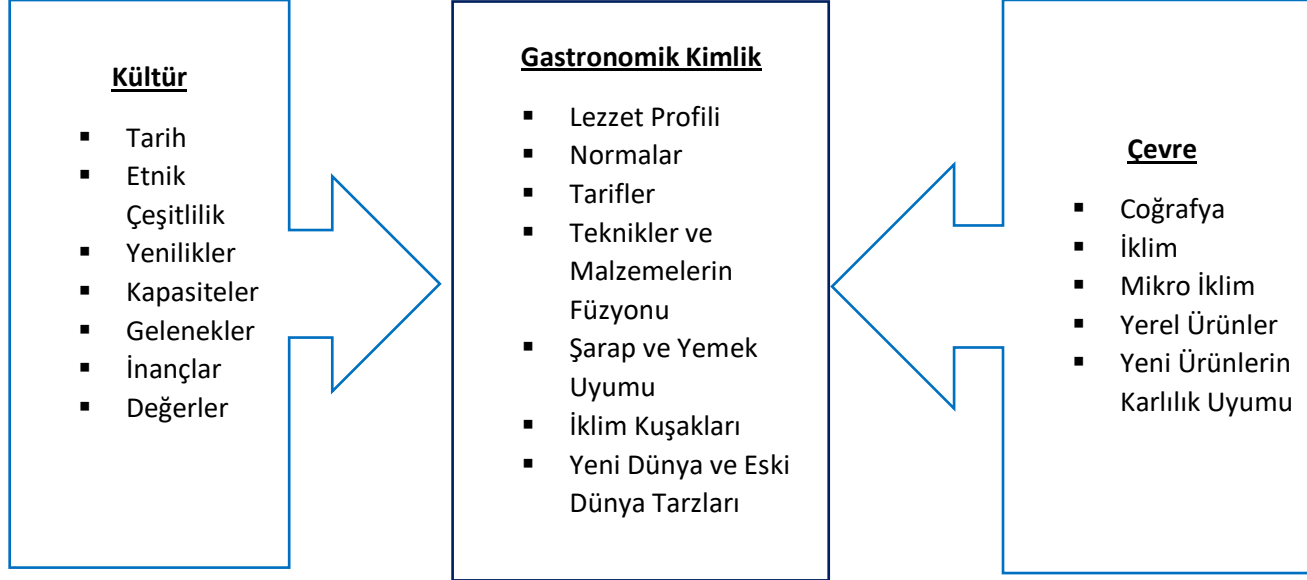 Kültür
▪ Tarih
▪ Etnik
Çeşitlilik
▪ Yenilikler
▪ Kapasiteler
▪ Gelenekler
▪ İnançlar
▪ Değerler
Gastronomik Kimlik
▪ Lezzet Profili
▪ Normalar
▪ Tarifler
▪ Teknikler ve
Malzemelerin
Füzyonu
▪ Şarap ve Yemek
Uyumu
▪ İklim Kuşakları
▪ Yeni Dünya ve Eski
Dünya Tarzları
Çevre
▪ Coğrafya
▪ İklim
▪ Mikro İklim
▪ Yerel Ürünler
▪ Yeni Ürünlerin
Karlılık Uyumu